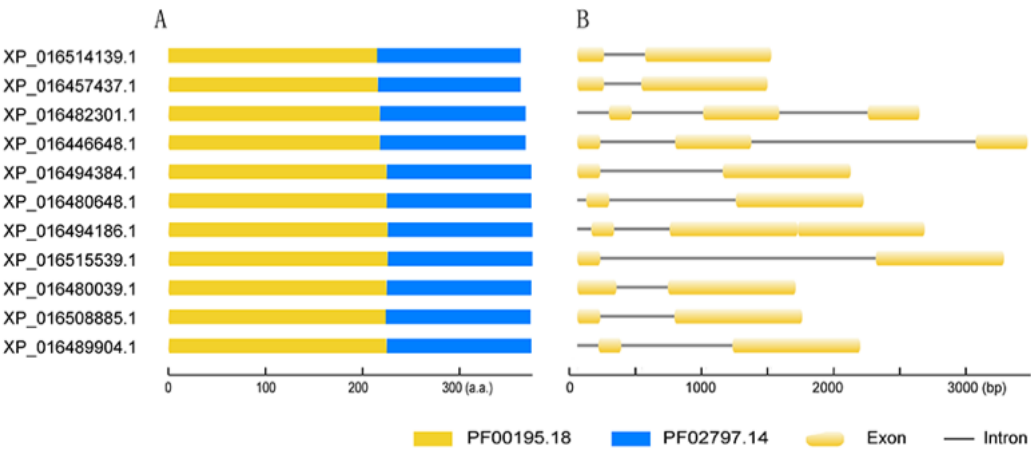 A B
XP_016514139.1
XP_016457437.1
XP_016482301.1
XP_016446648.1
XP_016494384.1
XP_016480648.1
XP_016494186.1
XP_016515539.1
XP_016480039.1
XP_016508885.1
XP_016489904.1
0 100 200 300 (a.a.) 0 1000 2000 3000 (bp)
PF00195.18 PF02797.14 Exon Intron